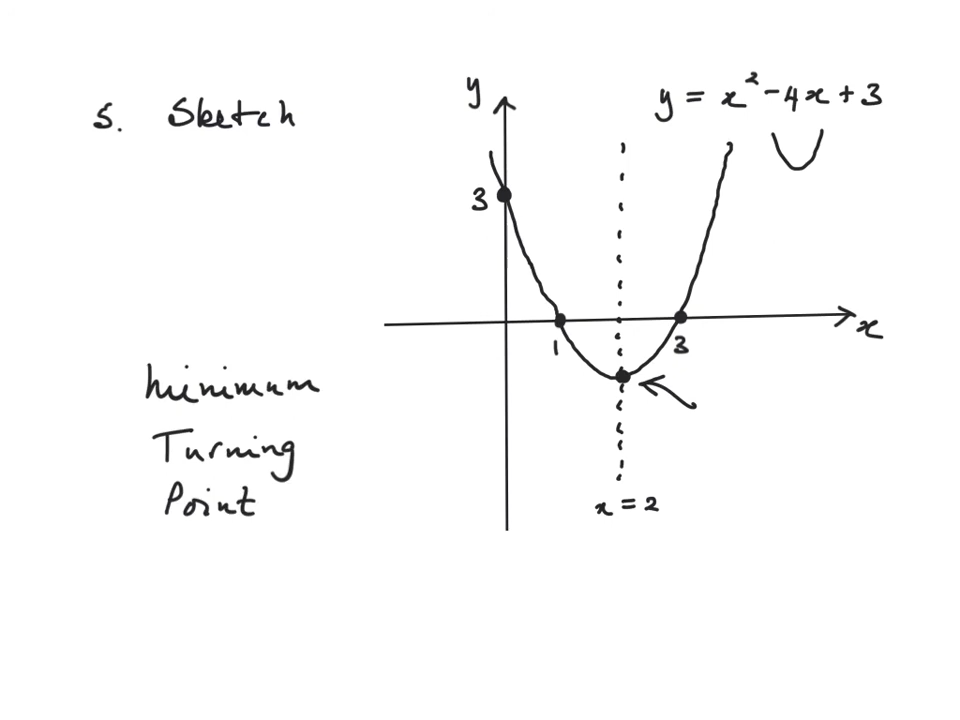 5. Sketch
y
y = x² - 4x + 3
3
x
1
3
Minimum
Turning
Point
x = 2